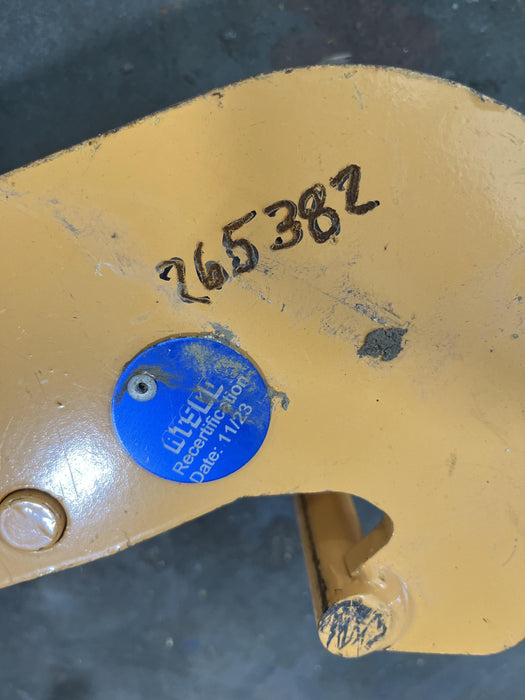 265382
Recertification
Date: 11/23